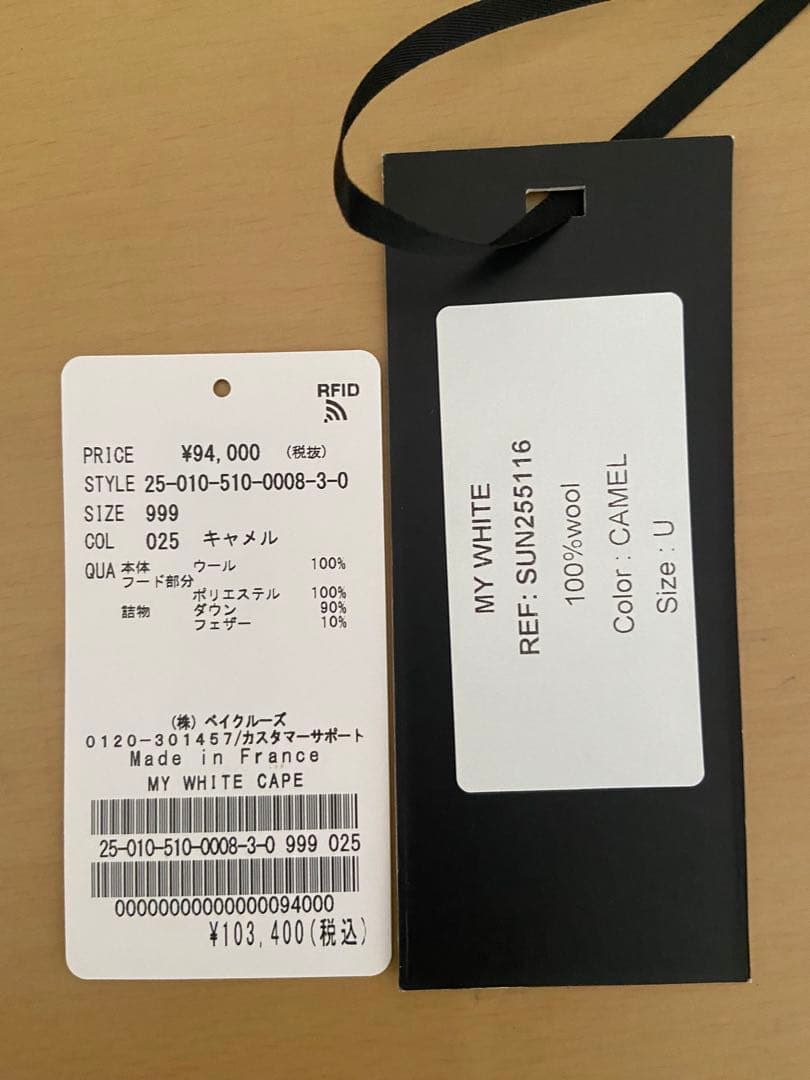 RFID
PRICE ¥94,000 (税抜)
STYLE 25-010-510-0008-3-0
SIZE 999
COL 025 キャメル
QUA 本体 ウール 100%
フード部分
ポリエステル 100%
詰物 ダウン 90%
フェザー 10%
(株) ベイクルーズ
0120-301457/カスタマーサポート
Made in France
MY WHITE CAPE
25-010-510-0008-3-0 999 025
00000000000000094000
¥103,400(税込)
MY WHITE
REF: SUN255116
100%wool
Color : CAMEL
Size : U